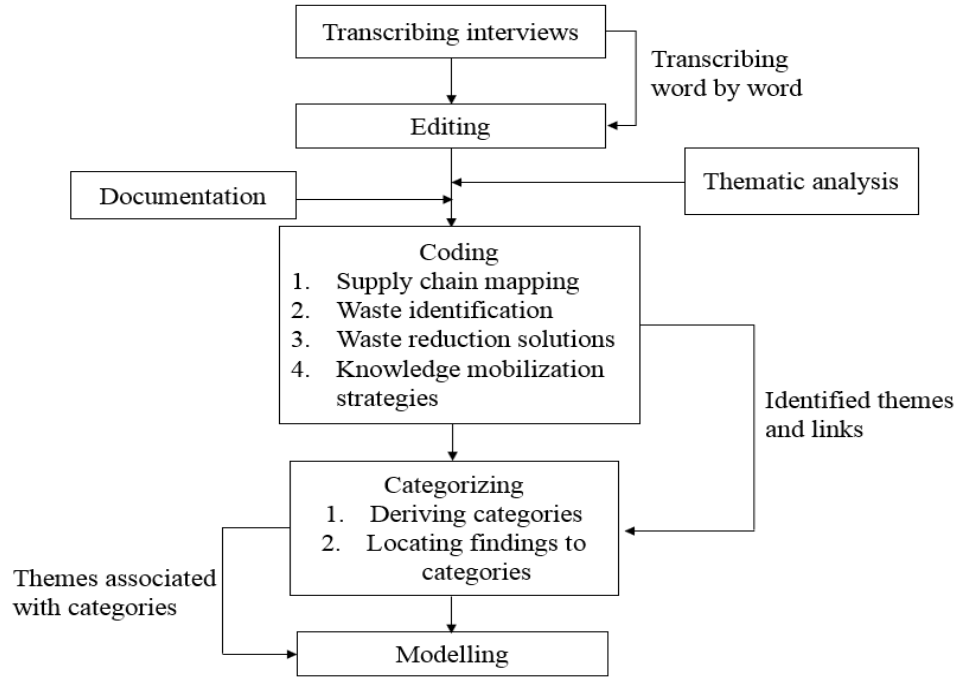 Transcribing interviews
Transcribing
word by word
Editing
Thematic analysis
Documentation
Coding
1. Supply chain mapping
2. Waste identification
3. Waste reduction solutions
4. Knowledge mobilization
strategies
Identified themes
and links
Categorizing
1. Deriving categories
2. Locating findings to
categories
Themes associated
with categories
Modelling